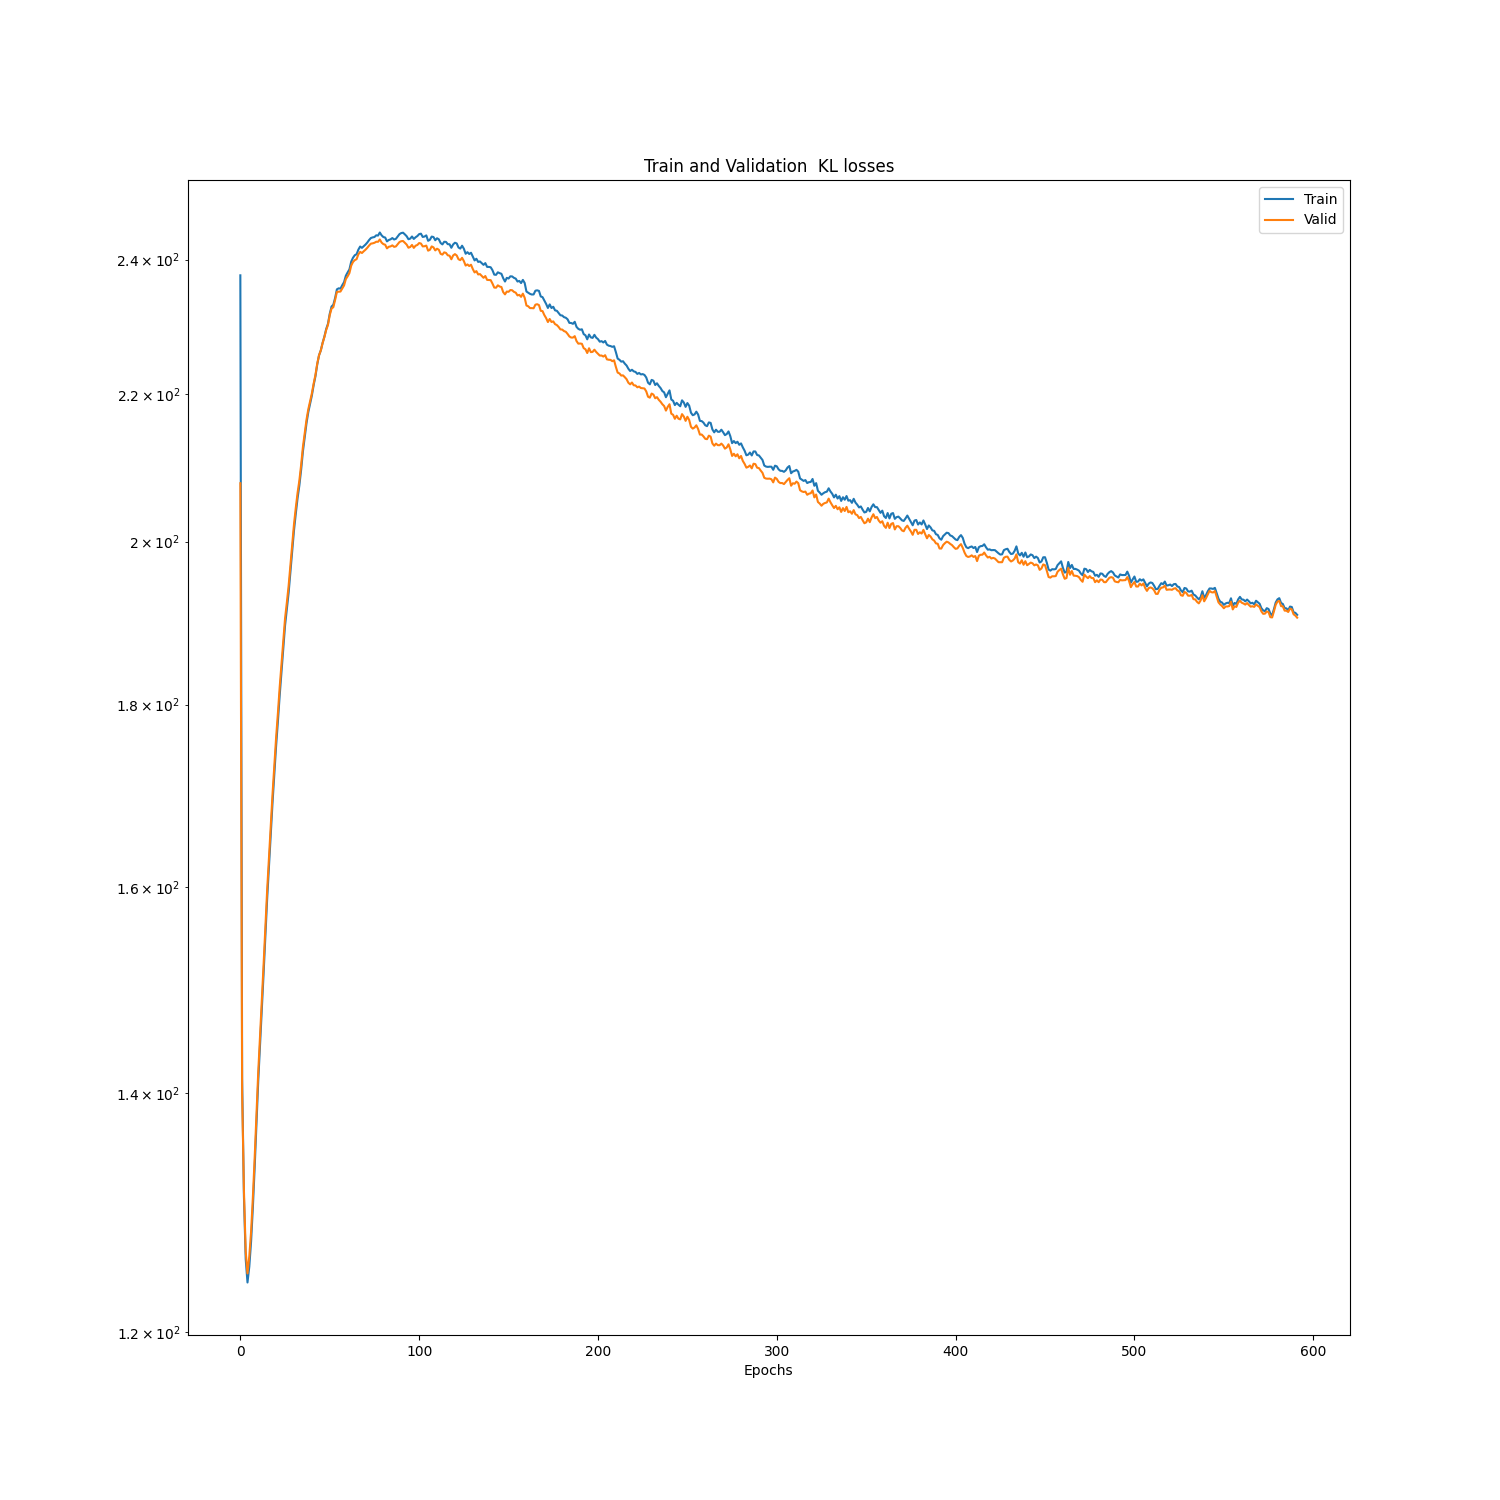 Train and Validation  KL losses
Train
Valid
2.4 × 10²
2.2 × 10²
2 × 10²
1.8 × 10²
1.6 × 10²
1.4 × 10²
1.2 × 10²
0 100 200 300 400 500 600
Epochs